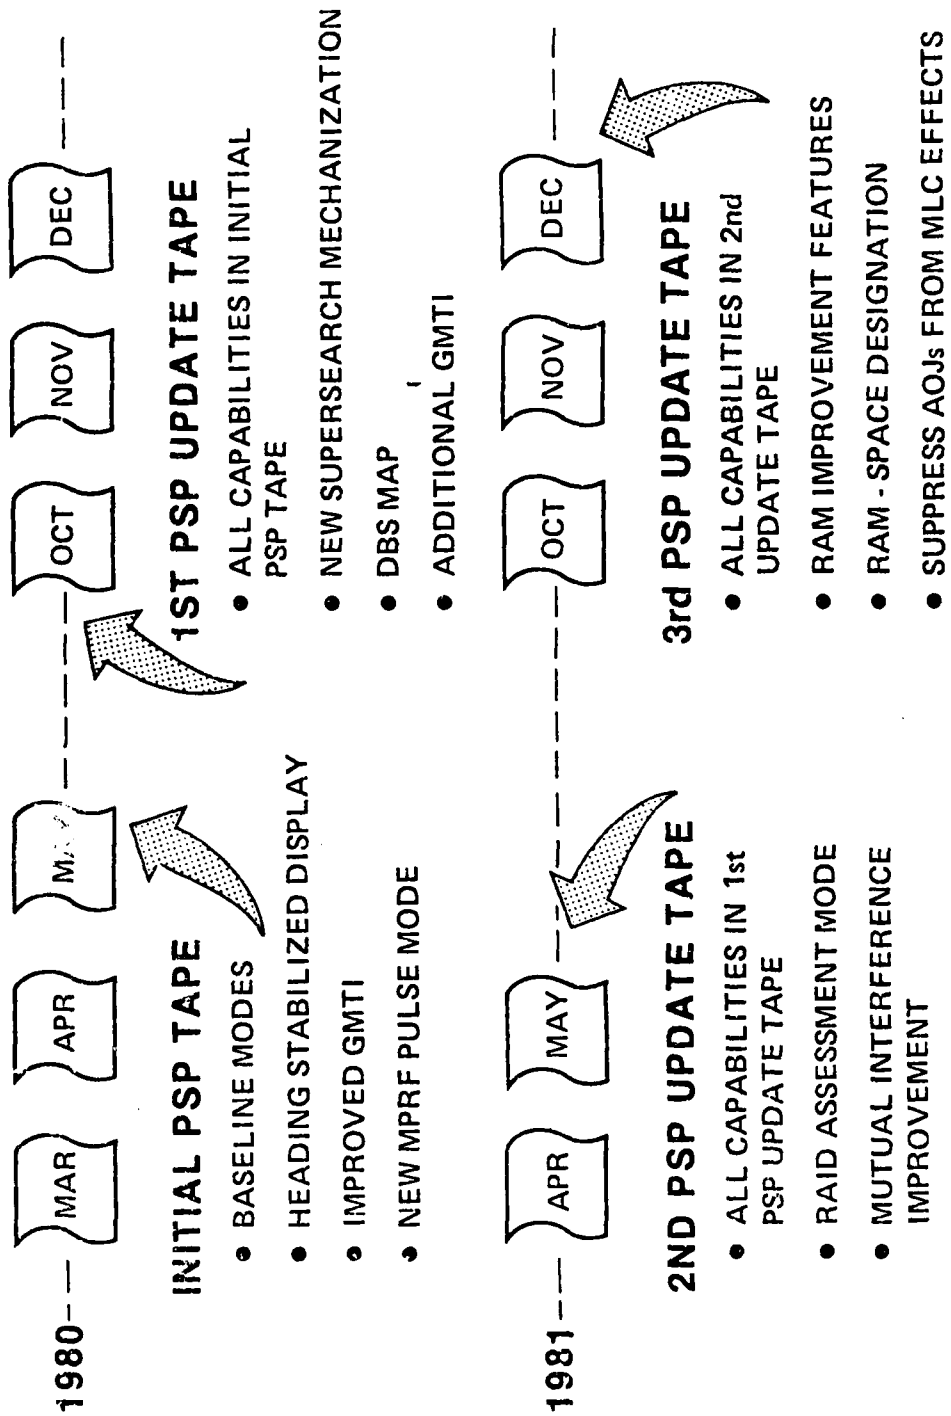 1980
MAR
APR
OCT
NOV
DEC
INITIAL PSP TAPE
• BASELINE MODES
• HEADING STABILIZED DISPLAY
• IMPROVED GMTI
• NEW MPRF PULSE MODE
1ST PSP UPDATE TAPE
• ALL CAPABILITIES IN INITIAL
PSP TAPE
• NEW SUPERSEARCH MECHANIZATION
• DBS MAP
• ADDITIONAL GMTI
1981
APR
MAY
OCT
NOV
DEC
2ND PSP UPDATE TAPE
• ALL CAPABILITIES IN 1st
PSP UPDATE TAPE
• RAID ASSESSMENT MODE
• MUTUAL INTERFERENCE
IMPROVEMENT
3rd PSP UPDATE TAPE
• ALL CAPABILITIES IN 2nd
UPDATE TAPE
• RAM IMPROVEMENT FEATURES
• RAM - SPACE DESIGNATION
• SUPPRESS AOJs FROM MLC EFFECTS